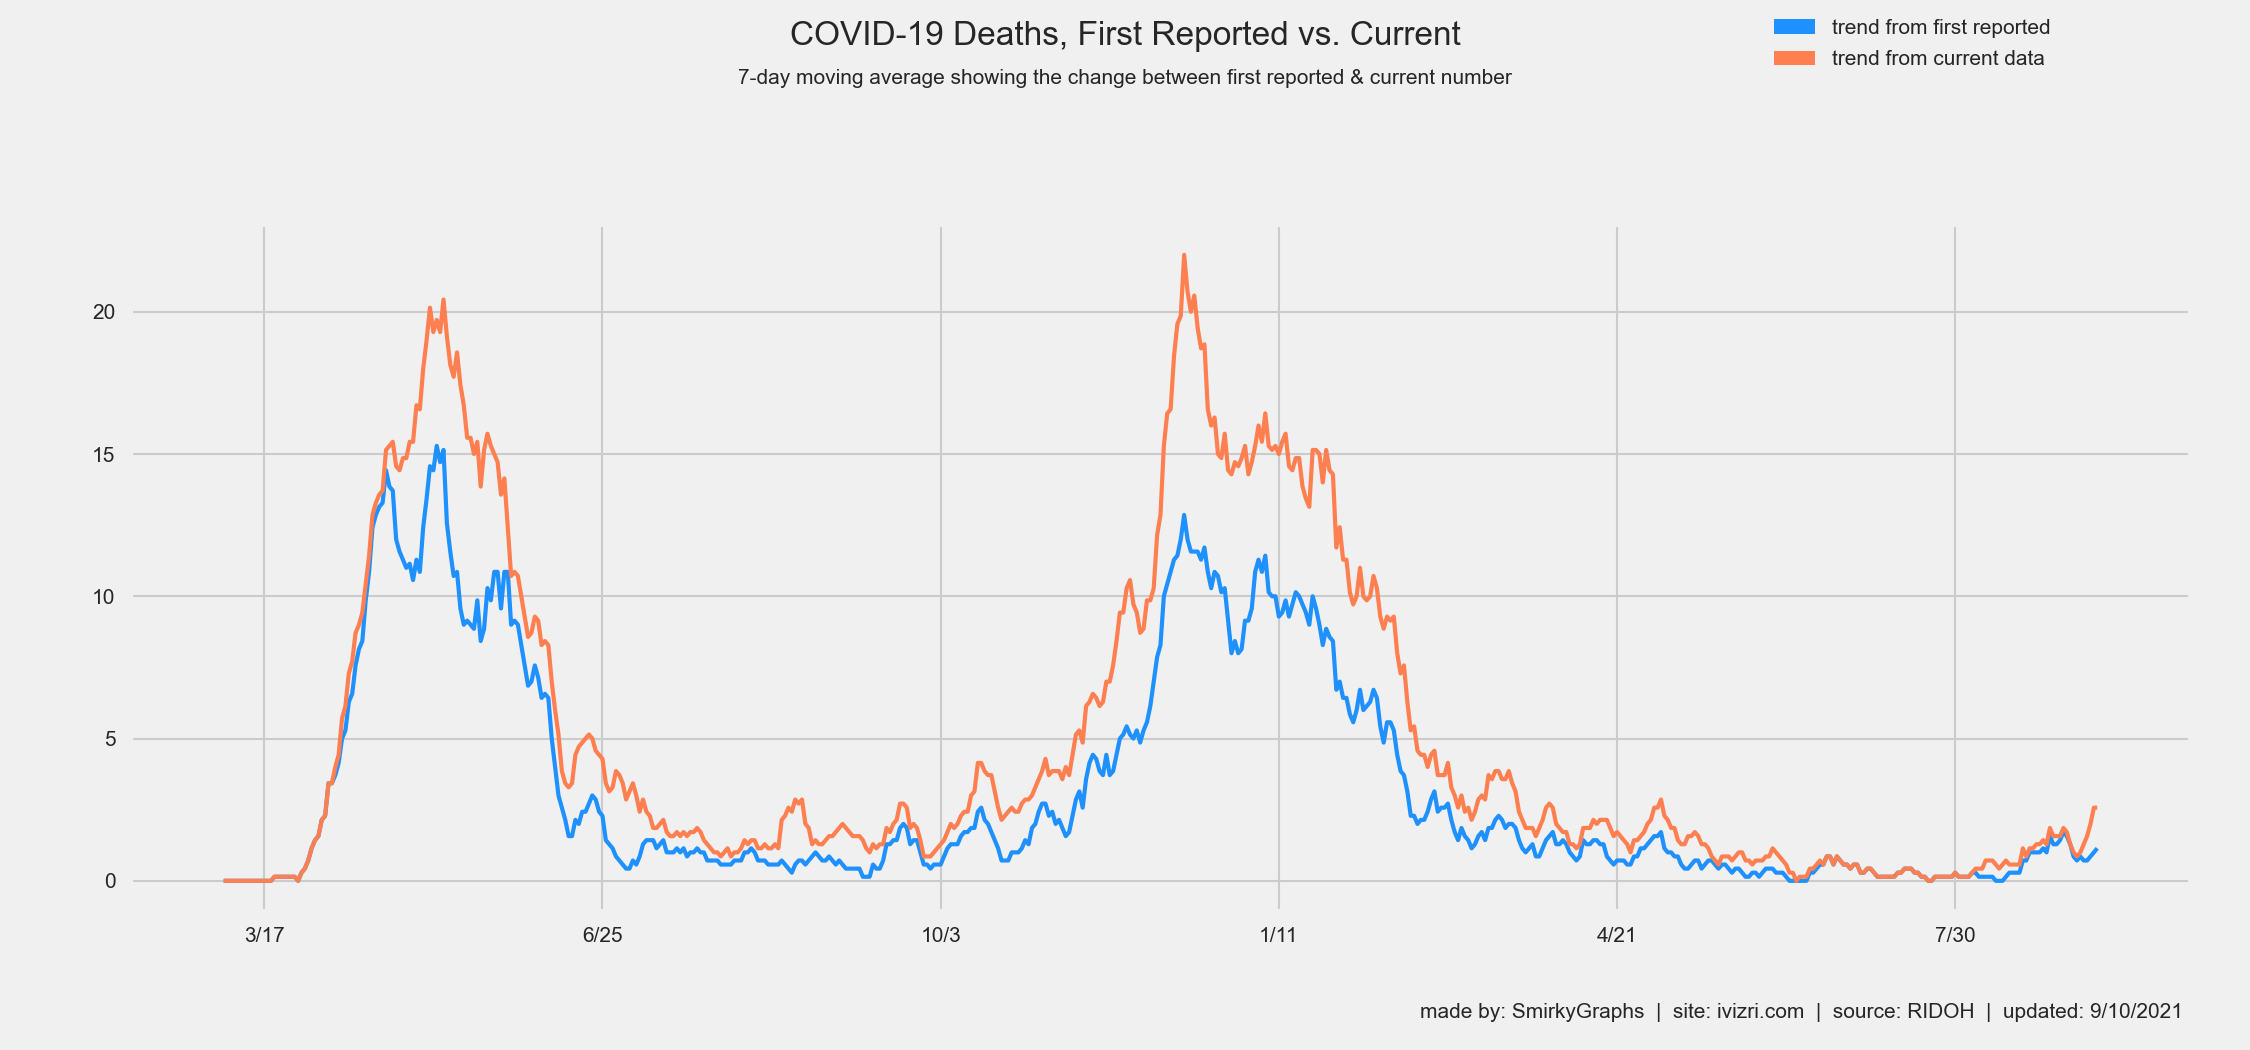 COVID-19 Deaths, First Reported vs. Current
7-day moving average showing the change between first reported & current number
trend from first reported
trend from current data
20
15
10
5
0
3/17
6/25
10/3
1/11
4/21
7/30
made by: SmirkyGraphs | site: ivizri.com | source: RIDOH | updated: 9/10/2021